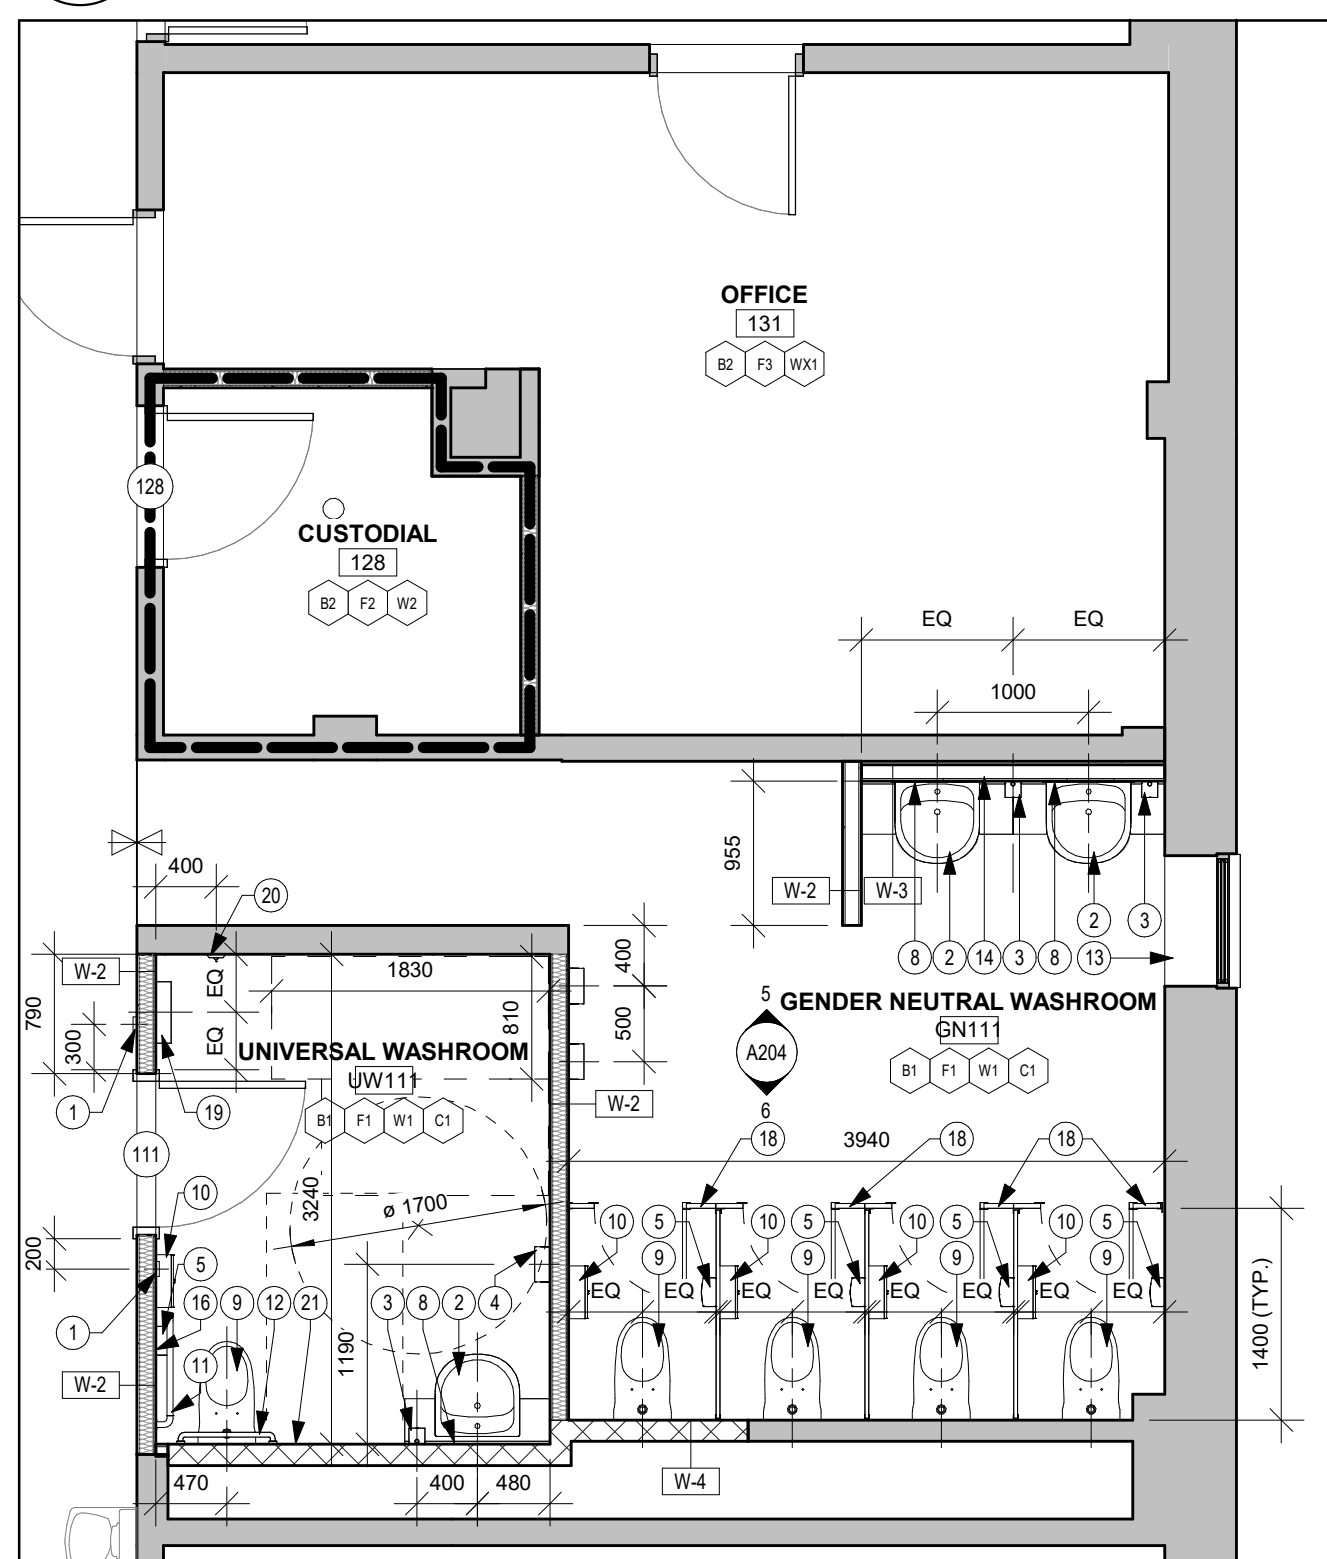 OFFICE
131
B2 F3 WX1
128
CUSTODIAL
128
B2 F2 W2
EQ EQ
1000
955
400
20
W-2 W-3
2 3
8 2 14 3 8 13
W-2
1830
400
790
300
EQ
EQ
810
500
5
GENDER NEUTRAL WASHROOM
GN111
A204
B1 F1 W1 C1
6
UNIVERSAL WASHROOM
UW111
B1 F1 W1 C1
1 19
W-2
111
18 3940 18 18
10
3240
ø 1700
10 5 10 5 10 5 10 5
9 9 9 9
200
5
EQ EQ EQ EQ EQ EQ EQ EQ
16 9 12 21 3 8 2 4
1
1190
11
W-2
1400 (TYP.)
W-4
470 400 480